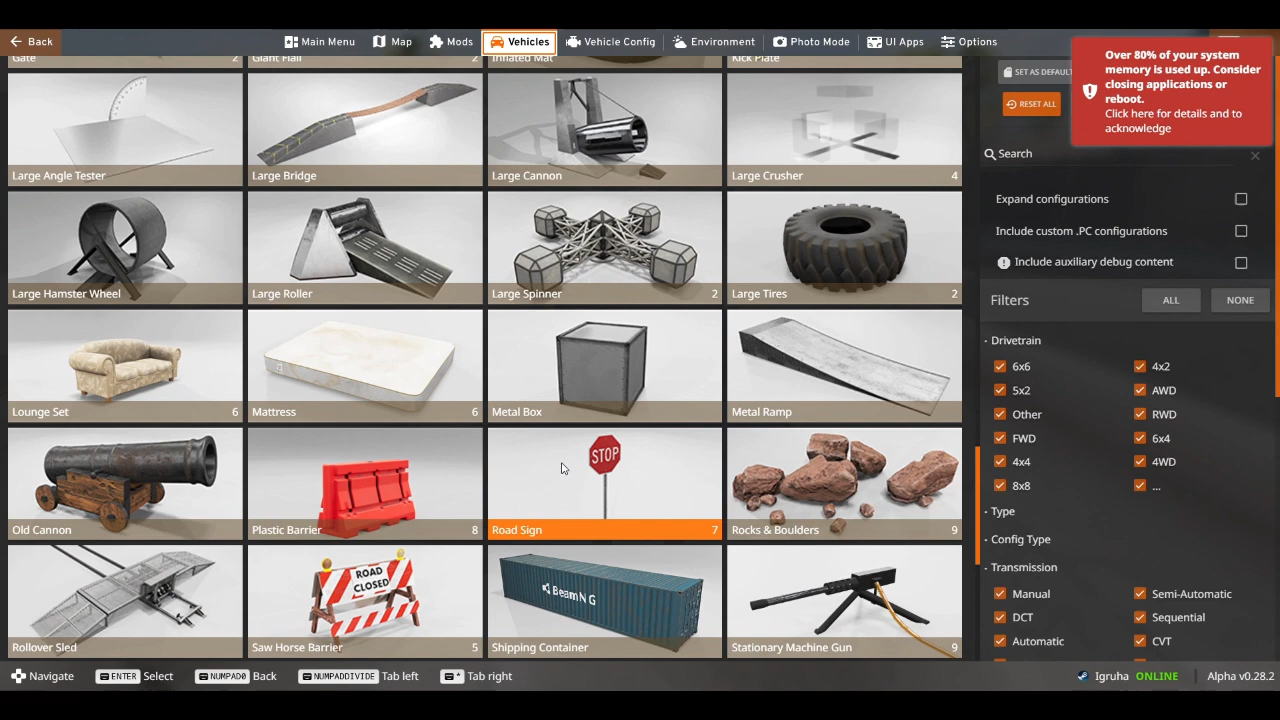 Back
Main Menu
Map
Mods
Vehicles
Vehicle Config
Environment
Photo Mode
UI Apps
Options
Gate 2
Giant Flail 2
Inflated Mat 2
Kick Plate
SET AS DEFAULT
RESET ALL
Over 80% of your system
memory is used up. Consider
closing applications or
reboot.
Click here for details and to
acknowledge
Large Angle Tester
Large Bridge
Large Cannon
Large Crusher 4
Search
Expand configurations
Include custom .PC configurations
Include auxiliary debug content
Large Hamster Wheel
Large Roller
Large Spinner 2
Large Tires 2
Filters
ALL
NONE
- Drivetrain
6x6
4x2
5x2
AWD
Other
RWD
FWD
6x4
4x4
4WD
8x8
...
Lounge Set 6
Mattress 6
Metal Box
Metal Ramp
STOP
Old Cannon
Plastic Barrier 8
Road Sign 7
Rocks & Boulders 9
- Type
- Config Type
- Transmission
Manual
Semi-Automatic
DCT
Sequential
Automatic
CVT
ROAD
CLOSED
BeamNG
Rollover Sled
Saw Horse Barrier 5
Shipping Container
Stationary Machine Gun 9
Navigate
ENTER Select
NUMPAD0 Back
NUMPADDIVIDE Tab left
* Tab right
Igruha ONLINE
Alpha v0.28.2